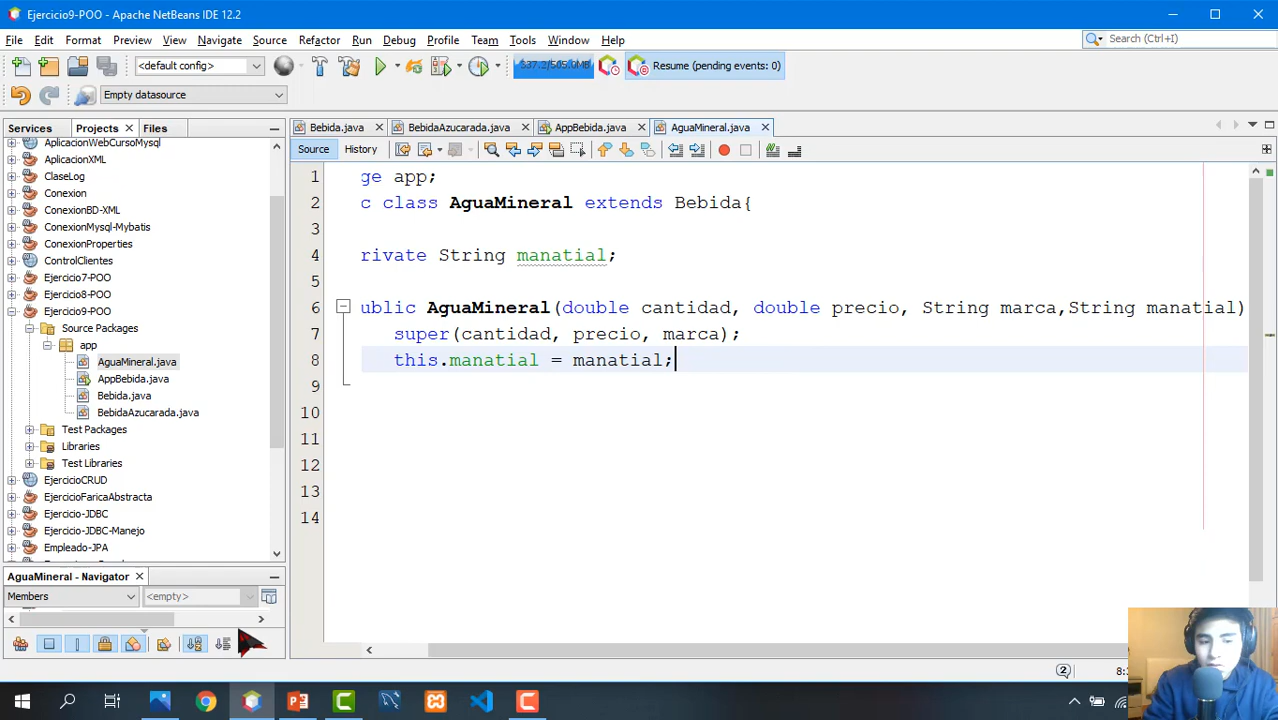 Ejercicio9-POO - Apache NetBeans IDE 12.2
File Edit Format Preview View Navigate Source Refactor Run Debug Profile Team Tools Window Help
Search (Ctrl+I)
<default config>
Resume (pending events: 0)
Empty datasource
Services Projects Files
Bebida.java BebidaAzucarada.java AppBebida.java AguaMineral.java
Source History
AplicacionWebCursoMysql
AplicacionXML
ClaseLog
Conexion
ConexionBD-XML
ConexionMysql-Mybatis
ConexionProperties
ControlClientes
Ejercicio7-POO
Ejercicio8-POO
Ejercicio9-POO
Source Packages
app
AguaMineral.java
AppBebida.java
Bebida.java
BebidaAzucarada.java
Test Packages
Libraries
Test Libraries
EjercicioCRUD
EjercicioFaricaAbstracta
Ejercicio-JDBC
Ejercicio-JDBC-Manejo
Empleado-JPA
AguaMineral - Navigator
Members
<empty>
1 ge app;
2 c class AguaMineral extends Bebida{
3
4 rivate String manatial;
5
6 ublic AguaMineral(double cantidad, double precio, String marca,String manatial)
7 super(cantidad, precio, marca);
8 this.manatial = manatial;
9
10
11
12
13
14
2